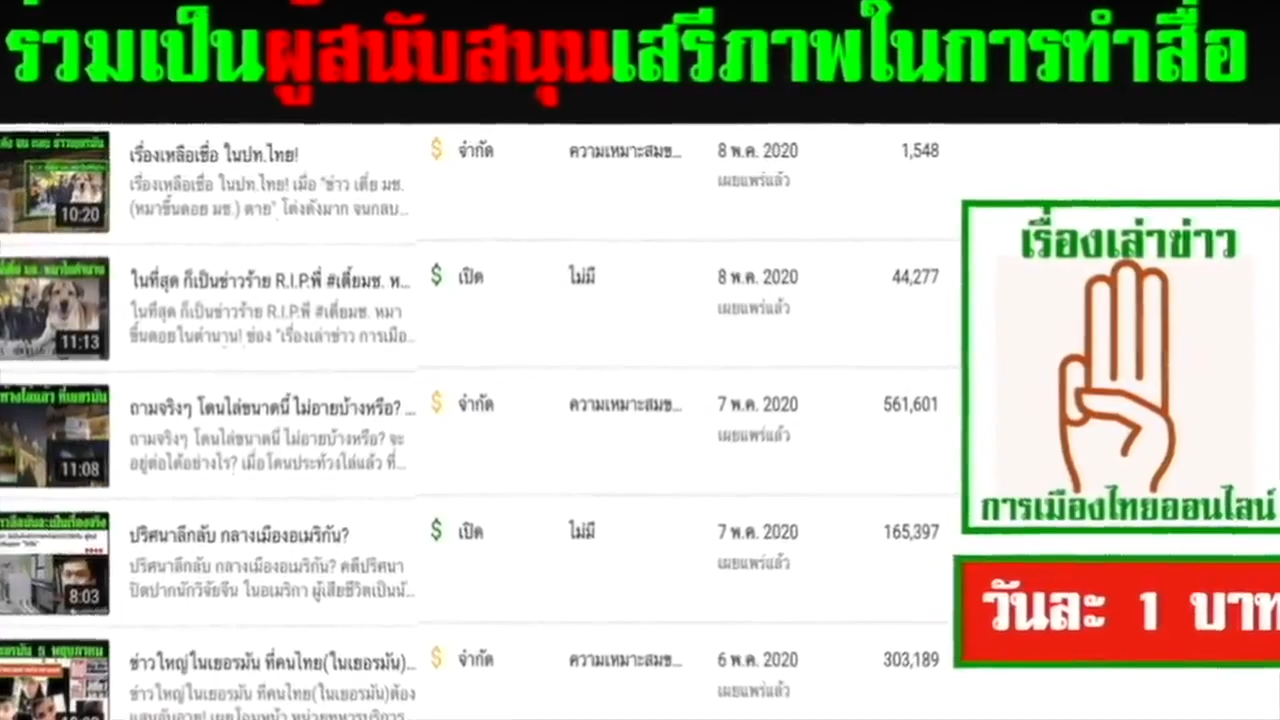 ร่วมเป็นผู้สนับสนุนเสรีภาพในการทำสื่อ
เรื่องเหลือเชื่อ ในปท.ไทย!
เรื่องเหลือเชื่อ ในปท.ไทย! เมื่อ "ข่าว เตี้ย มช.
(หมาขึ้นดอย มช.) ตาย" โด่งดังมาก จนกลบ...
10:20
$ จำกัด
ความเหมาะสมข...
8 พ.ค. 2020
เผยแพร่แล้ว
1,548
ในที่สุด ก็เป็นข่าวร้าย R.I.P.พี่ #เตี้ยมช. ห...
ในที่สุด ก็เป็นข่าวร้าย R.I.P.พี่ #เตี้ยมช. หมา
ขึ้นดอยในตำนาน! ช่อง "เรื่องเล่าข่าว การเมือ...
11:13
$ เปิด
ไม่มี
8 พ.ค. 2020
เผยแพร่แล้ว
44,277
ถามจริงๆ โดนไล่ขนาดนี้ ไม่อายบ้างหรือ? ...
ถามจริงๆ โดนไล่ขนาดนี้ ไม่อายบ้างหรือ? จะ
อยู่ต่อได้อย่างไร? เมื่อโดนประท้วงไล่แล้ว ที่...
11:08
$ จำกัด
ความเหมาะสมข...
7 พ.ค. 2020
เผยแพร่แล้ว
561,601
ปริศนาลึกลับ กลางเมืองอเมริกัน?
ปริศนาลึกลับ กลางเมืองอเมริกัน? คดีปริศนา
ปิดปากนักวิจัยจีน ในอเมริกา ผู้เสียชีวิตเป็นนั...
8:03
$ เปิด
ไม่มี
7 พ.ค. 2020
เผยแพร่แล้ว
165,397
ข่าวใหญ่ในเยอรมัน ที่คนไทย(ในเยอรมัน)...
ข่าวใหญ่ในเยอรมัน ที่คนไทย(ในเยอรมัน)ต้อง
$ จำกัด
ความเหมาะสมข...
6 พ.ค. 2020
เผยแพร่แล้ว
303,189
เรื่องเล่าข่าว
การเมืองไทยออนไลน์
วันละ 1 บาท